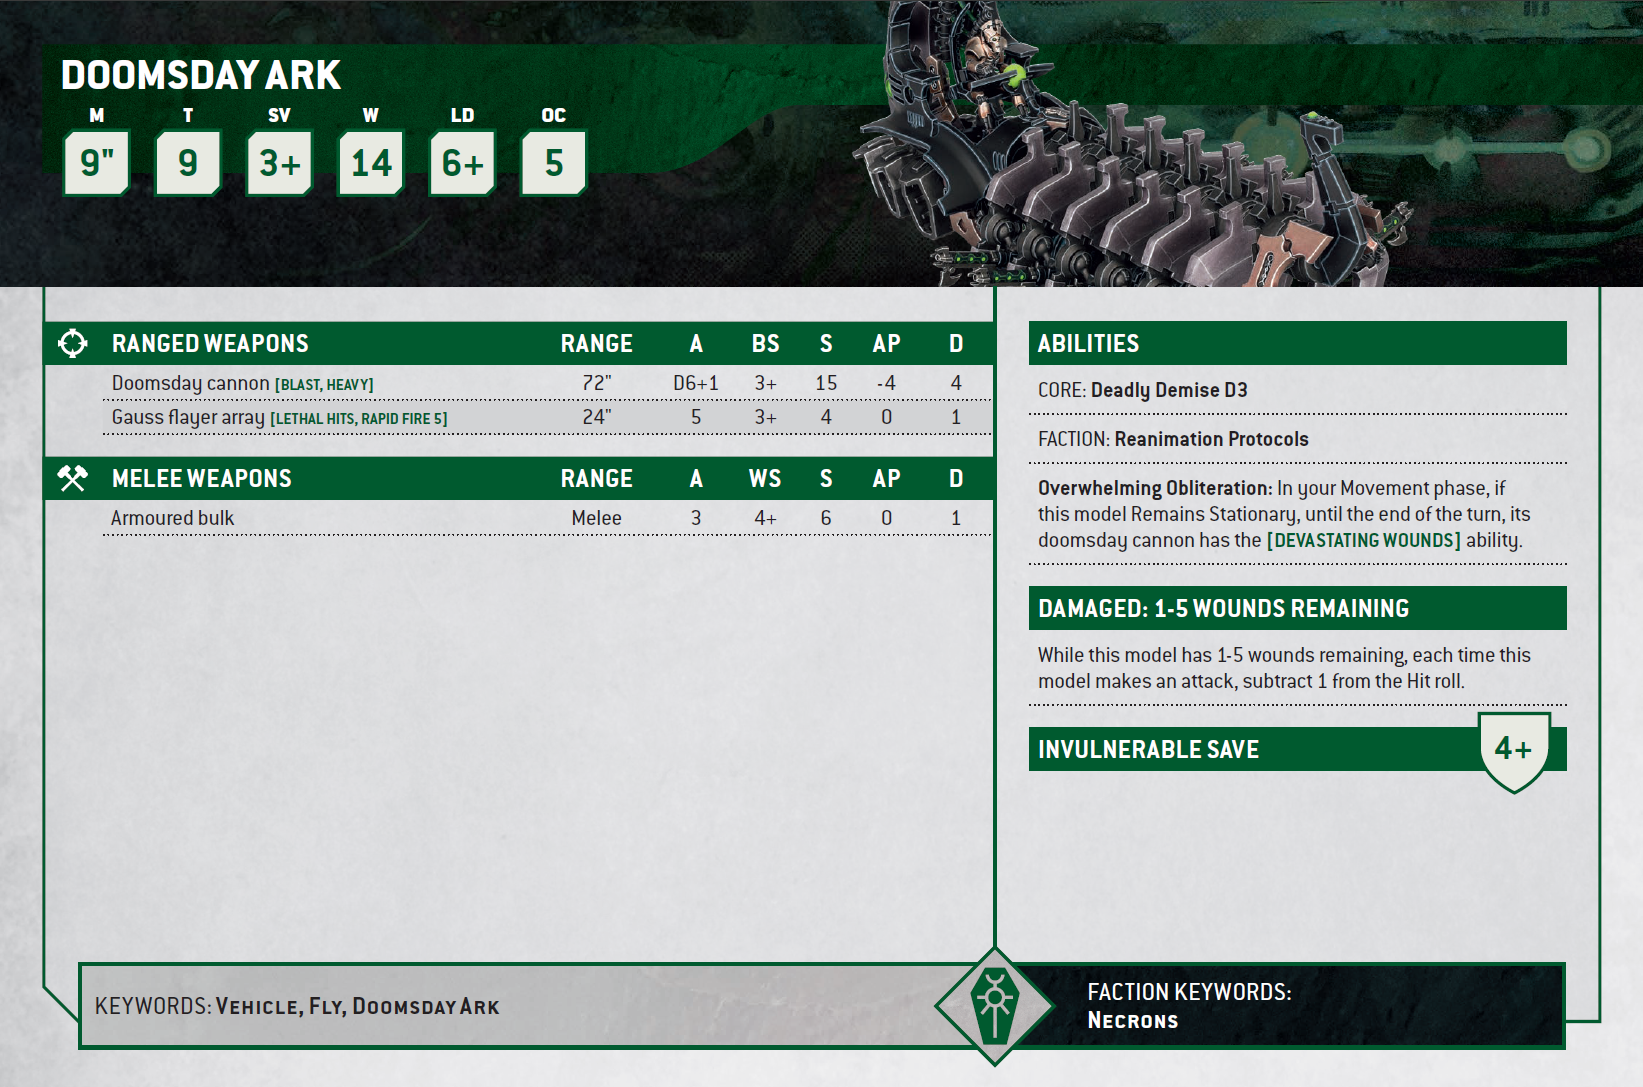 DOOMSDAY ARK
M T SV W LD OC
9" 9 3+ 14 6+ 5
RANGED WEAPONS RANGE A BS S AP D
Doomsday cannon [BLAST, HEAVY] 72" D6+1 3+ 15 -4 4
Gauss flayer array [LETHAL HITS, RAPID FIRE 5] 24" 5 3+ 4 0 1
MELEE WEAPONS RANGE A WS S AP D
Armoured bulk Melee 3 4+ 6 0 1
ABILITIES
CORE: Deadly Demise D3
FACTION: Reanimation Protocols
Overwhelming Obliteration: In your Movement phase, if
this model Remains Stationary, until the end of the turn, its
doomsday cannon has the [DEVASTATING WOUNDS] ability.
DAMAGED: 1-5 WOUNDS REMAINING
While this model has 1-5 wounds remaining, each time this
model makes an attack, subtract 1 from the Hit roll.
INVULNERABLE SAVE 4+
KEYWORDS: VEHICLE, FLY, DOOMSDAY ARK
FACTION KEYWORDS:
NECRONS